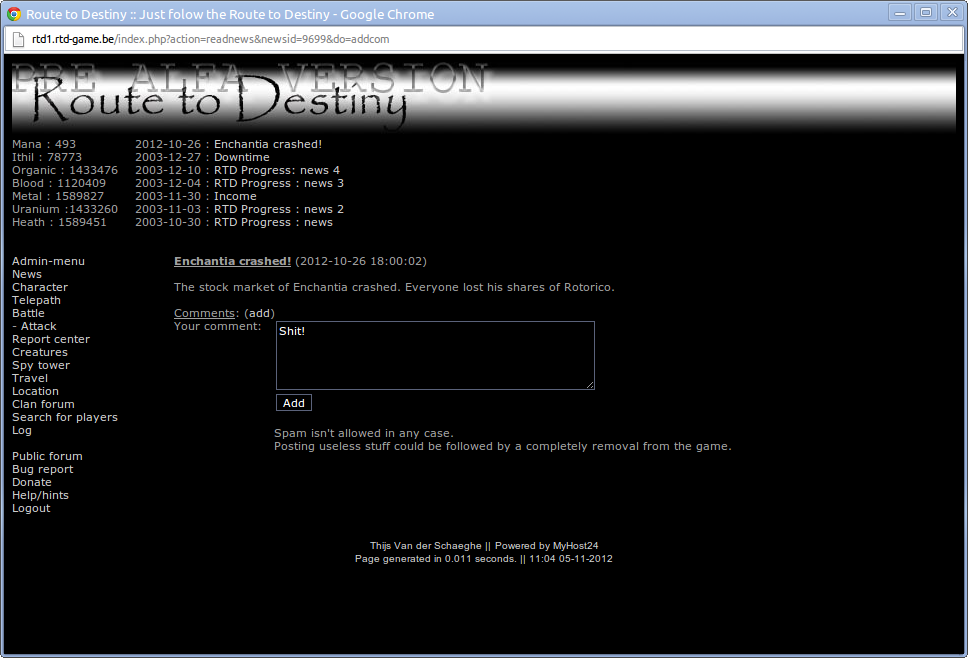 Route to Destiny :: Just folow the Route to Destiny - Google Chrome
rtd1.rtd-game.be/index.php?action=readnews&newsid=9699&do=addcom
PRE ALFA VERSION
Route to Destiny
Mana : 493
Ithil : 78773
Organic : 1433476
Blood : 1120409
Metal : 1589827
Uranium :1433260
Heath : 1589451
2012-10-26 : Enchantia crashed!
2003-12-27 : Downtime
2003-12-10 : RTD Progress: news 4
2003-12-04 : RTD Progress : news 3
2003-11-30 : Income
2003-11-03 : RTD Progress : news 2
2003-10-30 : RTD Progress : news
Admin-menu
News
Character
Telepath
Battle
- Attack
Report center
Creatures
Spy tower
Travel
Location
Clan forum
Search for players
Log
Public forum
Bug report
Donate
Help/hints
Logout
Enchantia crashed! (2012-10-26 18:00:02)
The stock market of Enchantia crashed. Everyone lost his shares of Rotorico.
Comments: (add)
Your comment:
Shit!
Add
Spam isn't allowed in any case.
Posting useless stuff could be followed by a completely removal from the game.
Thijs Van der Schaeghe || Powered by MyHost24
Page generated in 0.011 seconds. || 11:04 05-11-2012